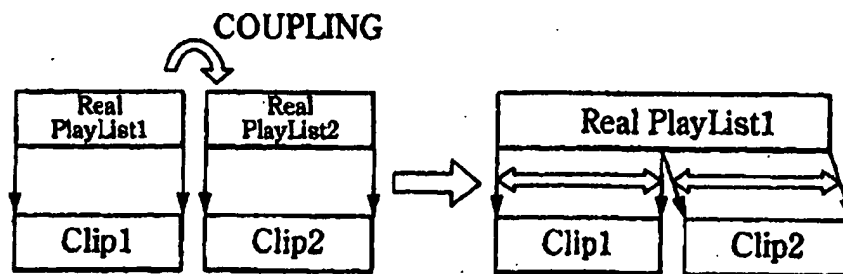 COUPLING
Real
PlayList1
Real
PlayList2
Real PlayList1
Clip1
Clip2
Clip1
Clip2